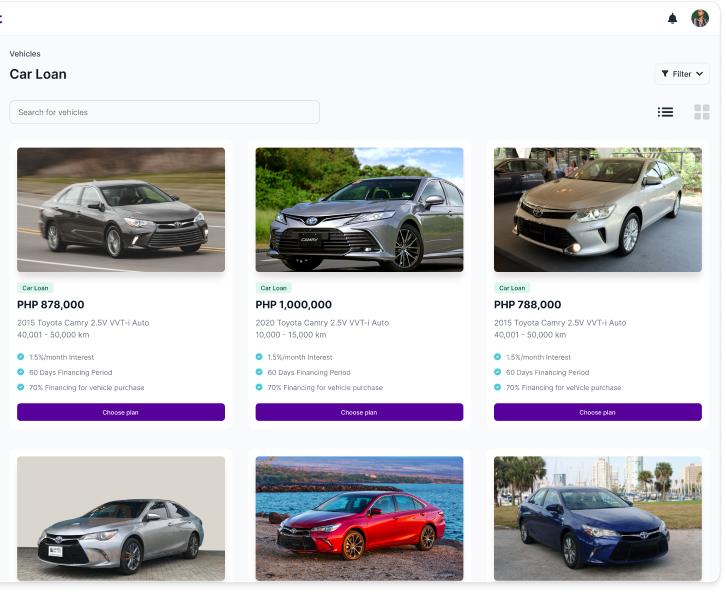 Vehicles
Car Loan
Filter
Search for vehicles
CAMRY
Car Loan
PHP 878,000
2015 Toyota Camry 2.5V VVT-i Auto
40,001 - 50,000 km
1.5%/month Interest
60 Days Financing Period
70% Financing for vehicle purchase
Choose plan
Car Loan
PHP 1,000,000
2020 Toyota Camry 2.5V VVT-i Auto
10,000 - 15,000 km
1.5%/month Interest
60 Days Financing Period
70% Financing for vehicle purchase
Choose plan
Car Loan
PHP 788,000
2015 Toyota Camry 2.5V VVT-i Auto
40,001 - 50,000 km
1.5%/month Interest
60 Days Financing Period
70% Financing for vehicle purchase
Choose plan